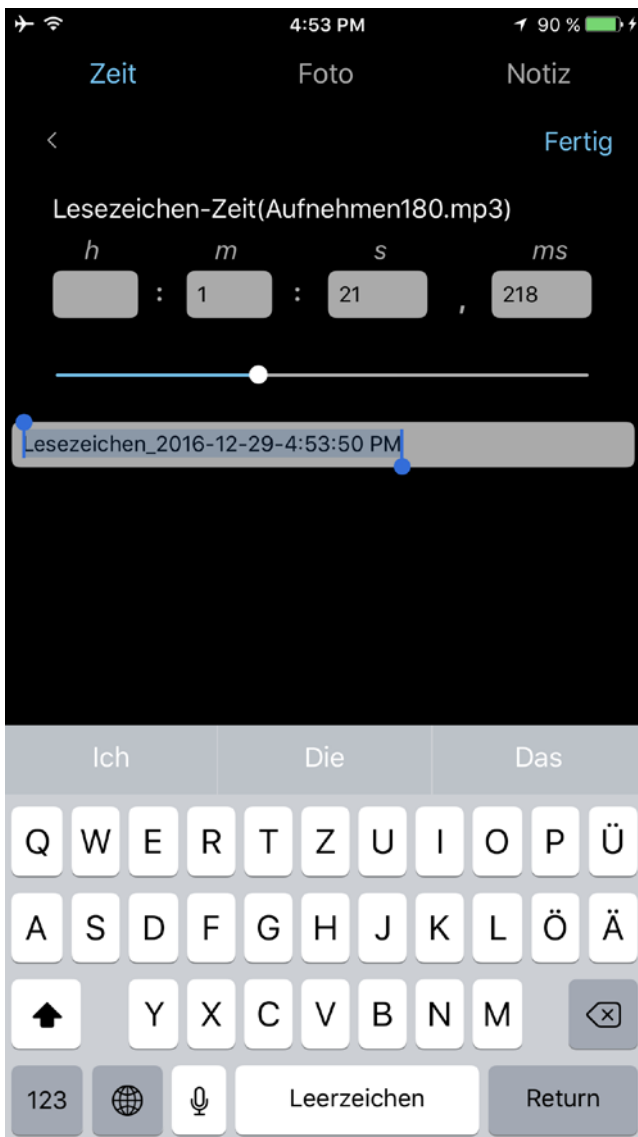 4:53 PM 90 %
Zeit Foto Notiz
< Fertig
Lesezeichen-Zeit(Aufnehmen180.mp3)
h m s ms
: 1 : 21 , 218
Lesezeichen_2016-12-29-4:53:50 PM
Ich Die Das
Q W E R T Z U I O P Ü
A S D F G H J K L Ö Ä
Y X C V B N M
123 Leerzeichen Return